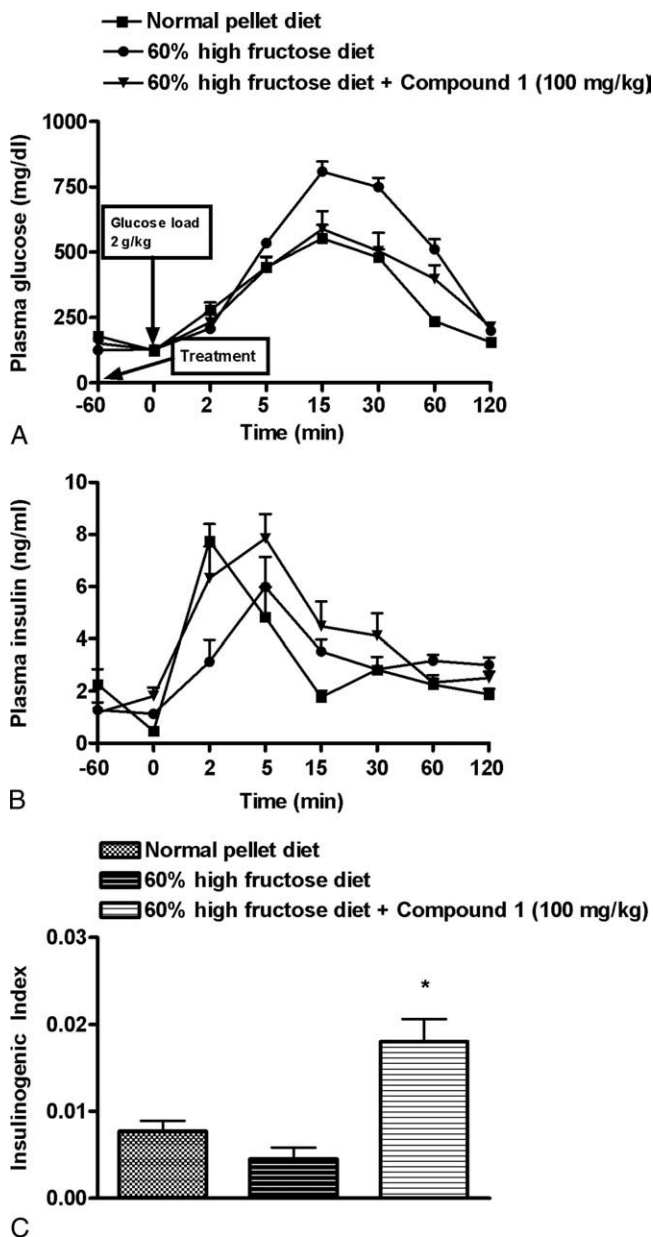 Normal pellet diet
60% high fructose diet
60% high fructose diet + Compound 1 (100 mg/kg)
Plasma glucose (mg/dl)
1000
750
500
250
0
Glucose load
2 g/kg
Treatment
-60 0 2 5 15 30 60 120
Time (min)
A
Plasma insulin (ng/ml)
10
8
6
4
2
0
-60 0 2 5 15 30 60 120
Time (min)
B
Normal pellet diet
60% high fructose diet
60% high fructose diet + Compound 1 (100 mg/kg)
Insulinogenic Index
0.03
0.02
0.01
0.00
*
C